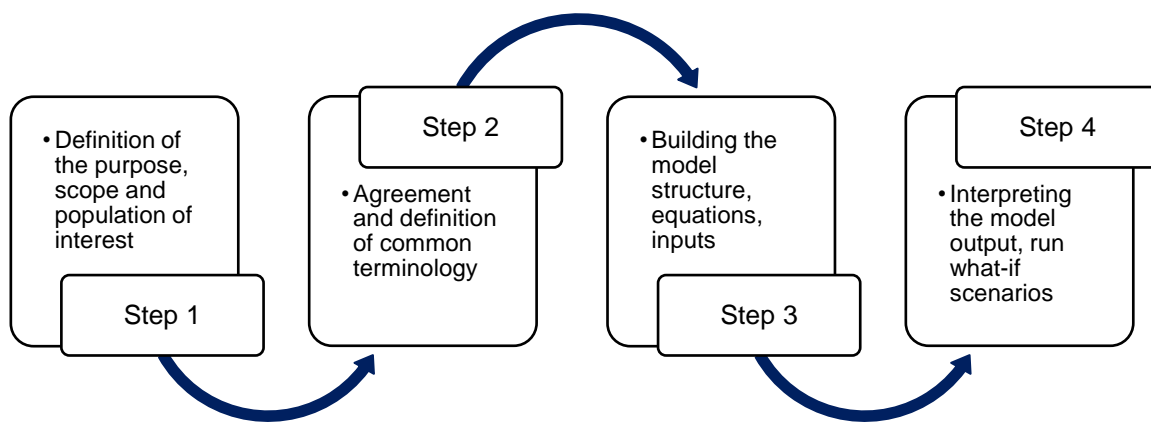 • Definition of
the purpose,
scope and
population of
interest
Step 1
Step 2
• Agreement
and definition
of common
terminology
• Building the
model
structure,
equations,
inputs
Step 3
Step 4
• Interpreting
the model
output, run
what-if
scenarios